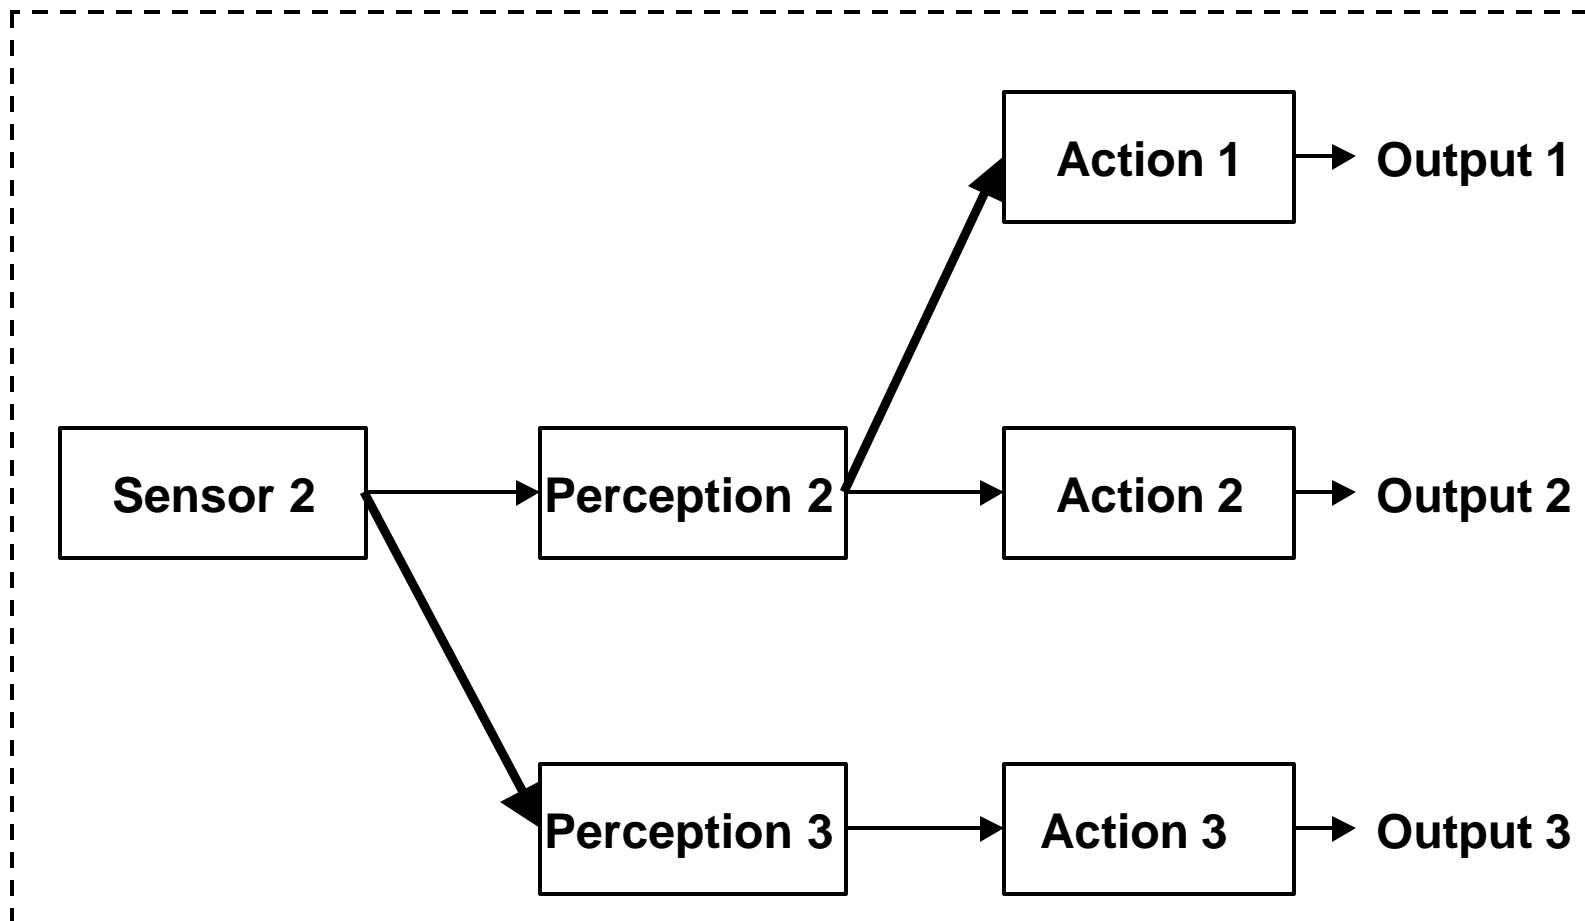 Action 1
Output 1
Sensor 2
Perception 2
Action 2
Output 2
Perception 3
Action 3
Output 3